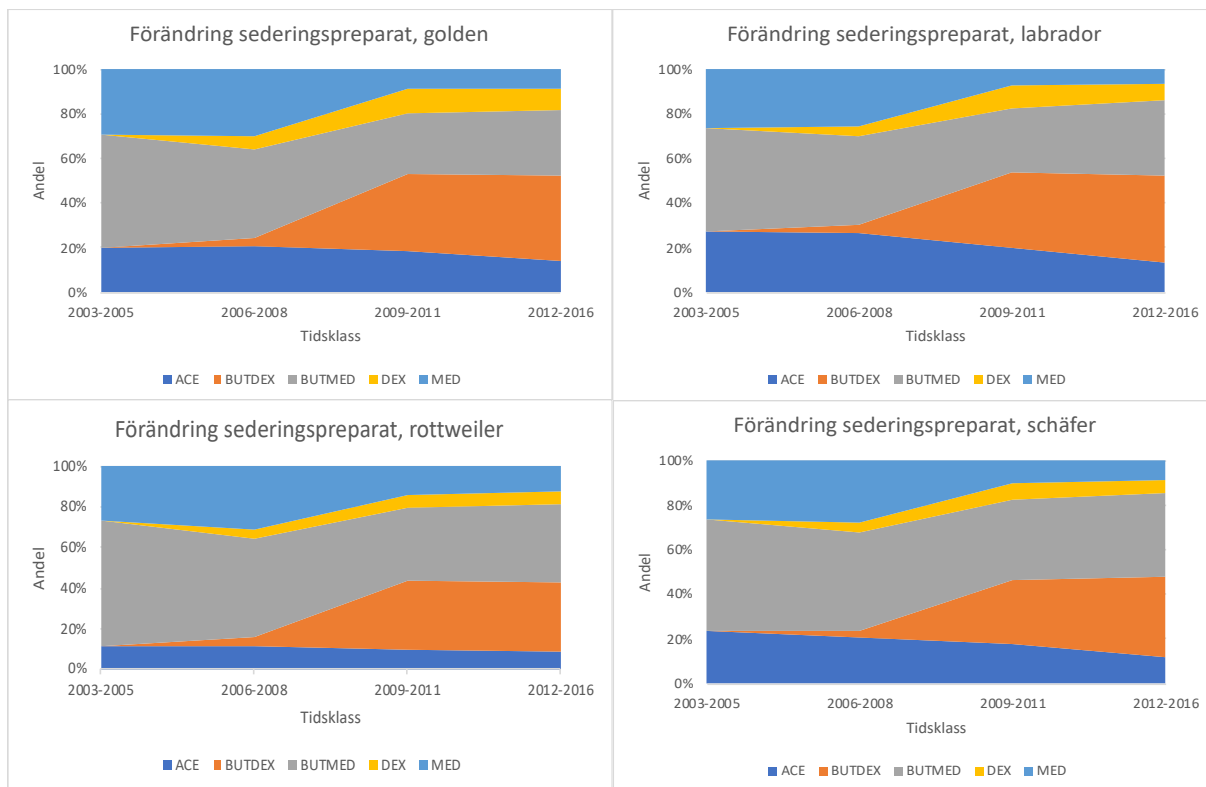 Förändring sederingspreparat, golden
100%
80%
60%
40%
20%
0%
Andel
2003-2005 2006-2008 2009-2011 2012-2016
Tidsklass
ACE BUTDEX BUTMED DEX MED
Förändring sederingspreparat, labrador
100%
80%
60%
40%
20%
0%
Andel
2003-2005 2006-2008 2009-2011 2012-2016
Tidsklass
ACE BUTDEX BUTMED DEX MED
Förändring sederingspreparat, rottweiler
100%
80%
60%
40%
20%
0%
Andel
2003-2005 2006-2008 2009-2011 2012-2016
Tidsklass
ACE BUTDEX BUTMED DEX MED
Förändring sederingspreparat, schäfer
100%
80%
60%
40%
20%
0%
Andel
2003-2005 2006-2008 2009-2011 2012-2016
Tidsklass
ACE BUTDEX BUTMED DEX MED